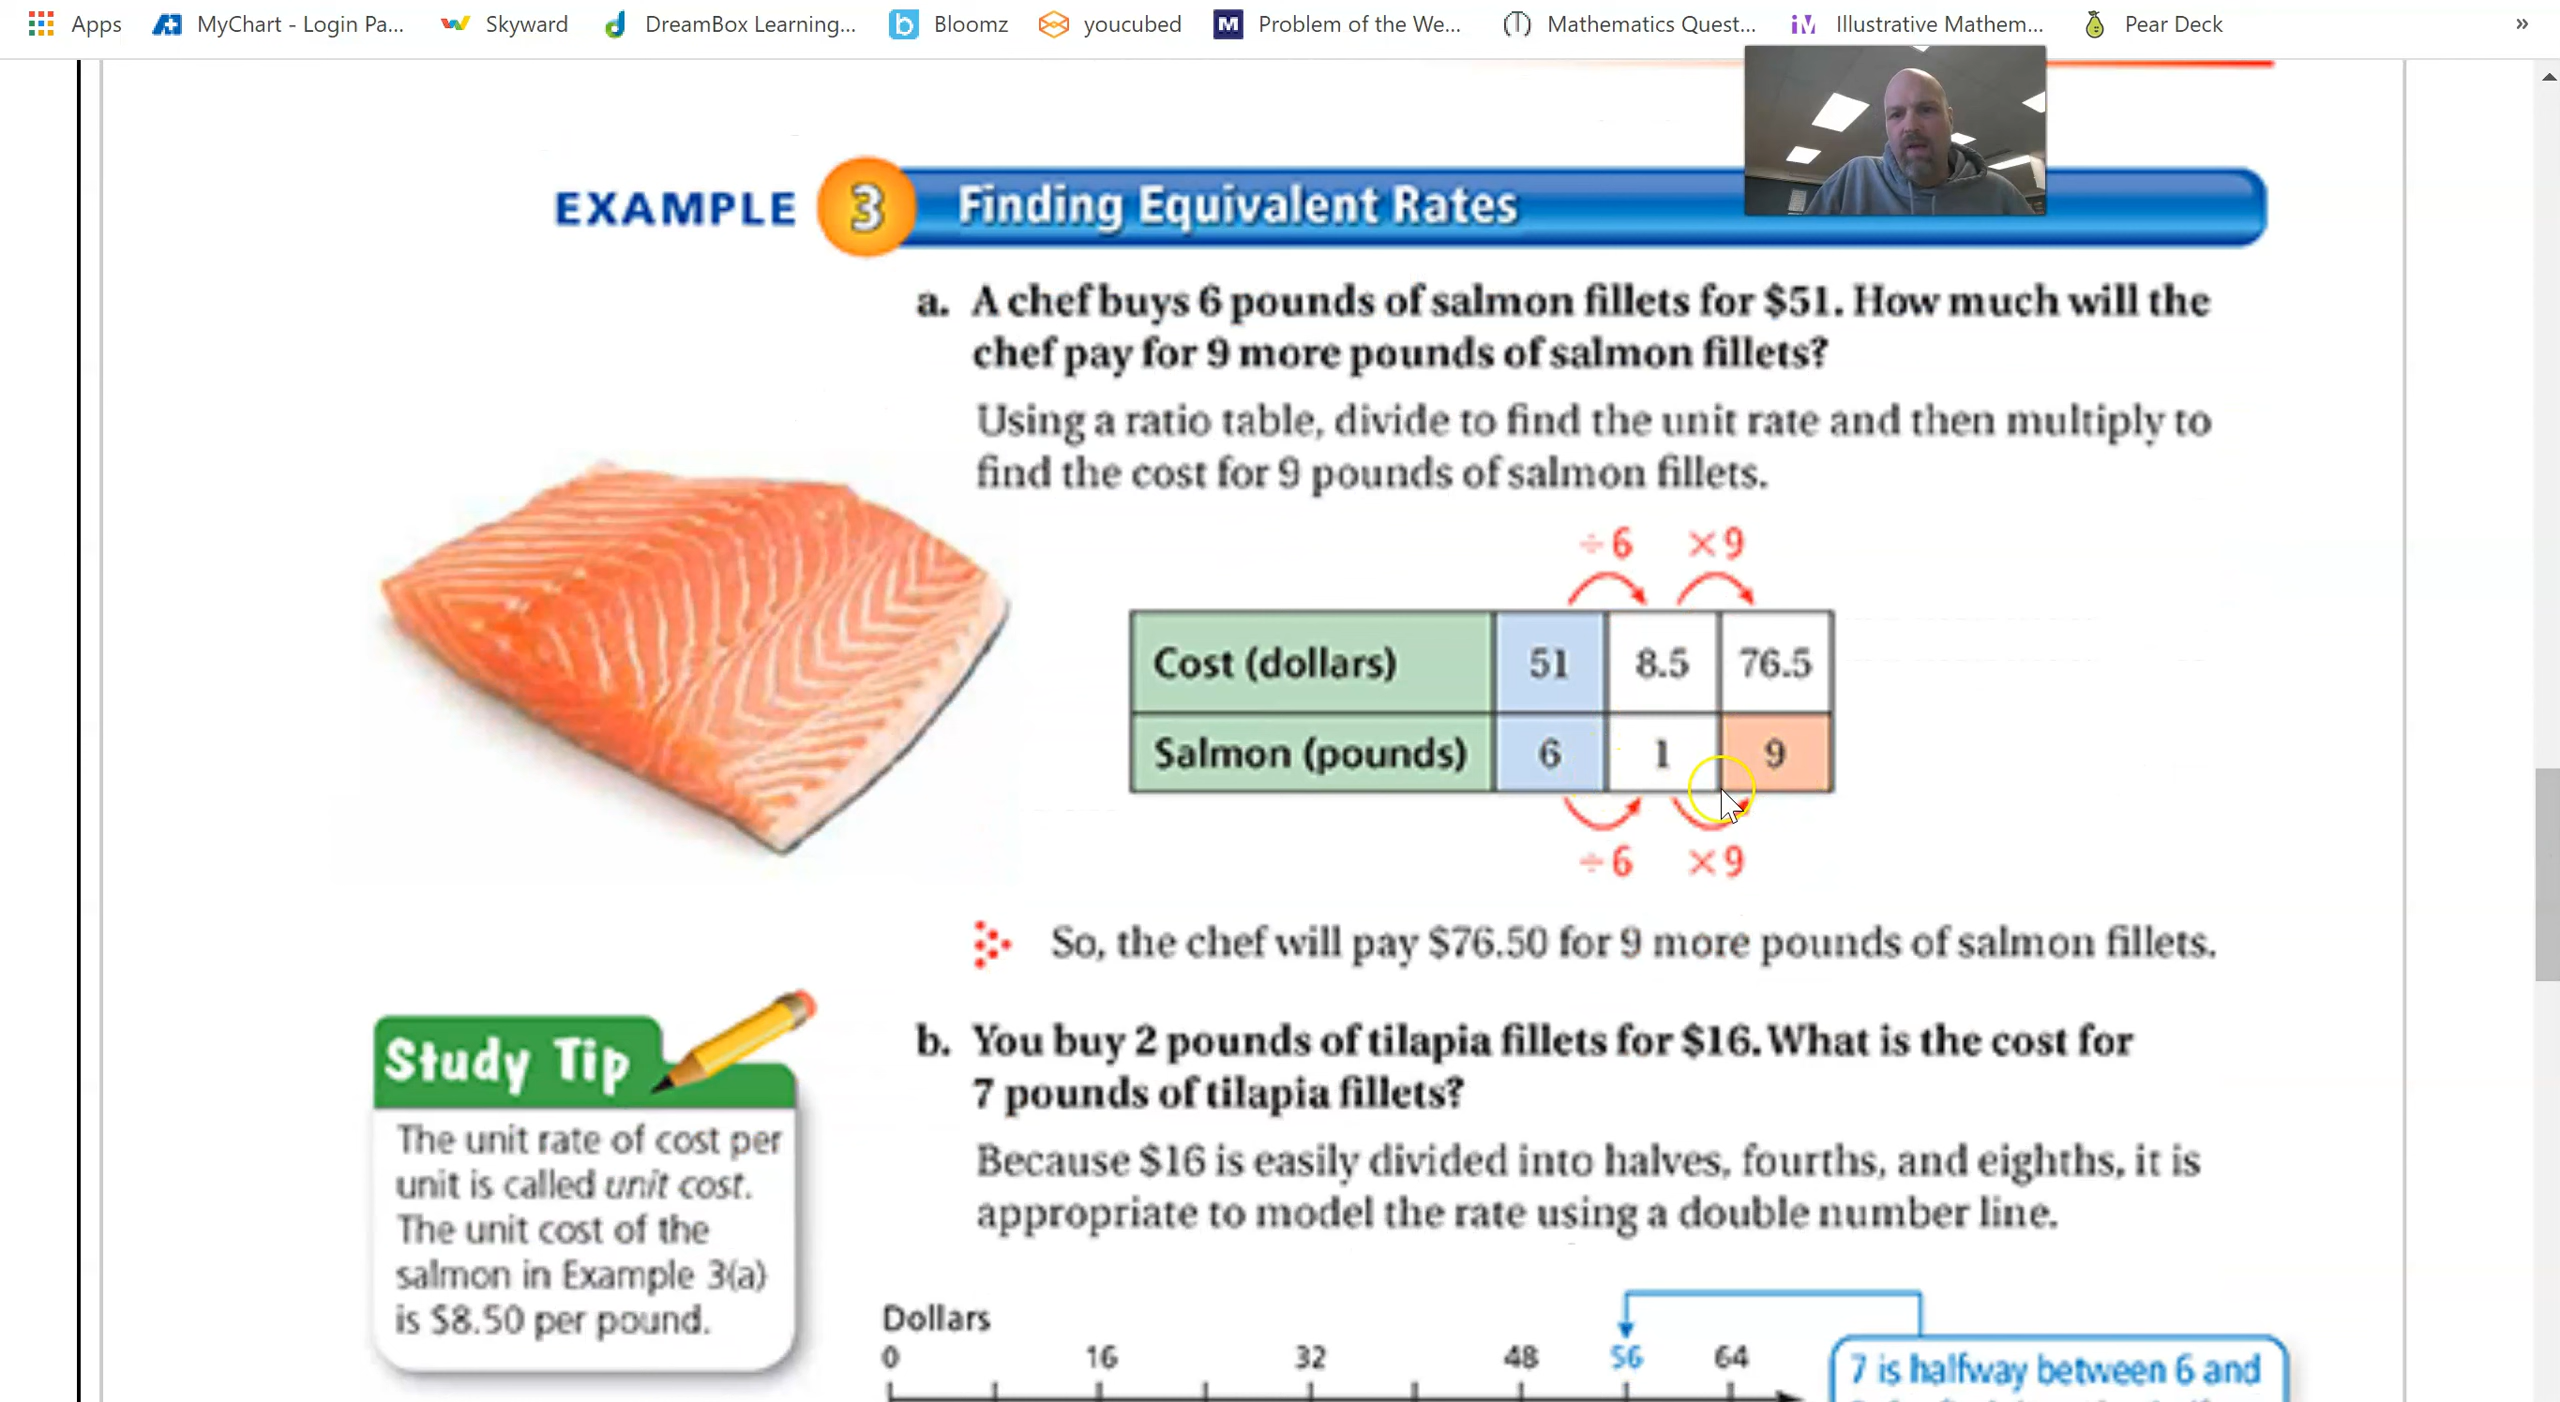 Apps MyChart - Login Pa... Skyward DreamBox Learning... Bloomz youcubed Problem of the We... Mathematics Quest... Illustrative Mathem... Pear Deck »
EXAMPLE 3 Finding Equivalent Rates
a. A chef buys 6 pounds of salmon fillets for $51. How much will the
chef pay for 9 more pounds of salmon fillets?
Using a ratio table, divide to find the unit rate and then multiply to
find the cost for 9 pounds of salmon fillets.
÷6 ×9
Cost (dollars) 51 8.5 76.5
Salmon (pounds) 6 1 9
÷6 ×9
So, the chef will pay $76.50 for 9 more pounds of salmon fillets.
b. You buy 2 pounds of tilapia fillets for $16. What is the cost for
7 pounds of tilapia fillets?
Because $16 is easily divided into halves, fourths, and eighths, it is
appropriate to model the rate using a double number line.
Study Tip
The unit rate of cost per
unit is called unit cost.
The unit cost of the
salmon in Example 3(a)
is $8.50 per pound.
Dollars
0 16 32 48 56 64
7 is halfway between 6 and